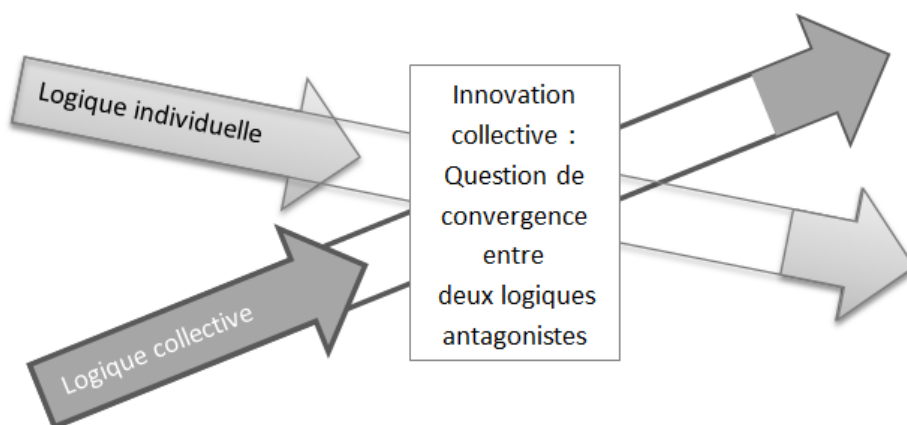 Logique individuelle
Innovation
collective :
Question de
convergence
entre
deux logiques
antagonistes
Logique collective